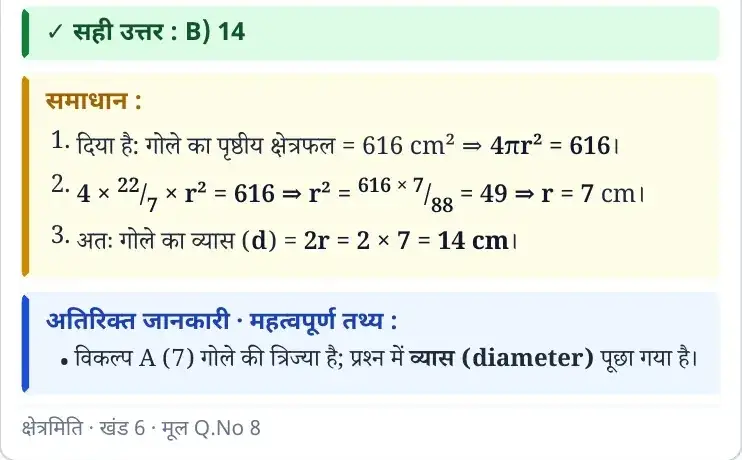 ✓ सही उत्तर : B) 14
समाधान :
1. दिया है: गोले का पृष्ठीय क्षेत्रफल = 616 cm² ⇒ 4πr² = 616।
2. 4 × ²²/₇ × r² = 616 ⇒ r² = ⁶¹⁶ ˣ ⁷/₈₈ = 49 ⇒ r = 7 cm।
3. अतः गोले का व्यास (d) = 2r = 2 × 7 = 14 cm।
अतिरिक्त जानकारी · महत्वपूर्ण तथ्य :
• विकल्प A (7) गोले की त्रिज्या है; प्रश्न में व्यास (diameter) पूछा गया है।
क्षेत्रमिति · खंड 6 · मूल Q.No 8